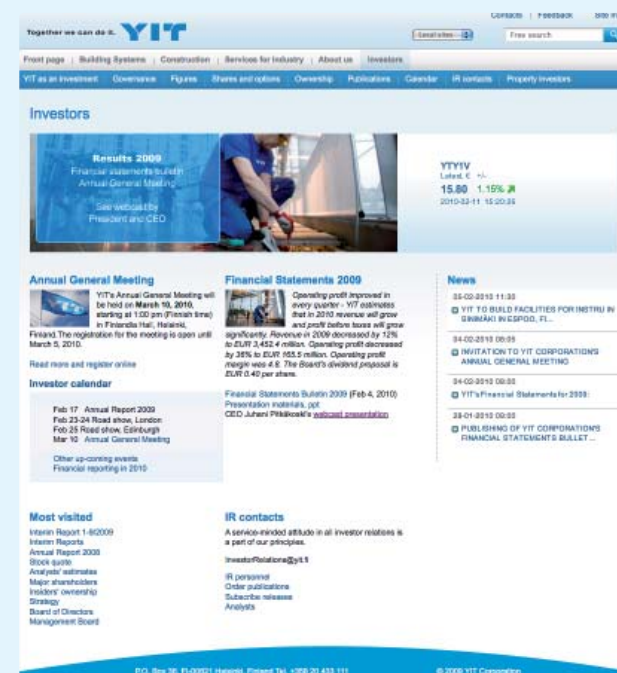 Contacts | Feedback
Together we can do it. YIT
Local sites
Free search
Front page | Building Systems | Construction | Services for Industry | About us | Investors
YIT as an investment Governance Figures Shares and options Ownership Publications Calendar IR contacts Property investors
Investors
Results 2009
Financial statements bulletin
Annual General Meeting
See webcast by
President and CEO
YTY1V
Latest, € +/-
15.80 1.15%
2010-02-11 15:20:35
Annual General Meeting
YIT's Annual General Meeting will
be held on March 10, 2010,
starting at 1:00 pm (Finnish time)
in Finlandia Hall, Helsinki,
Finland. The registration for the meeting is open until
March 5, 2010.
Read more and register online
Investor calendar
Feb 17 Annual Report 2009
Feb 23-24 Road show, London
Feb 25 Road show, Edinburgh
Mar 10 Annual General Meeting
Other up-coming events
Financial reporting in 2010
Financial Statements 2009
Operating profit improved in
every quarter - YIT estimates
that in 2010 revenue will grow
and profit before taxes will grow
significantly. Revenue in 2009 decreased by 12%
to EUR 3,452.4 million. Operating profit decreased
by 36% to EUR 165.5 million. Operating profit
margin was 4.8. The Board's dividend proposal is
EUR 0.40 per share.
Financial Statements Bulletin 2009 (Feb 4, 2010)
Presentation materials, ppt
CEO Juhani Pitkäkoski's webcast presentation
News
05-02-2010 11:30
YIT TO BUILD FACILITIES FOR INSTRU IN
SINIMÄKI IN ESPOO, FI...
04-02-2010 09:05
INVITATION TO YIT CORPORATION'S
ANNUAL GENERAL MEETING
04-02-2010 09:00
YIT's Financial Statements for 2009:
28-01-2010 09:00
PUBLISHING OF YIT CORPORATION'S
FINANCIAL STATEMENTS BULLET...
Most visited
Interim Report 1-9/2009
Interim Reports
Annual Report 2008
Stock quote
Analysts' estimates
Major shareholders
Insiders' ownership
Strategy
Board of Directors
Management Board
IR contacts
A service-minded attitude in all investor relations is
a part of our principles.
InvestorRelations@yit.fi
IR personnel
Order publications
Subscribe releases
Analysts
P.O. Box 36, FI-00621 Helsinki, Finland Tel. +358 20 433 111
© 2009 YIT Corporation